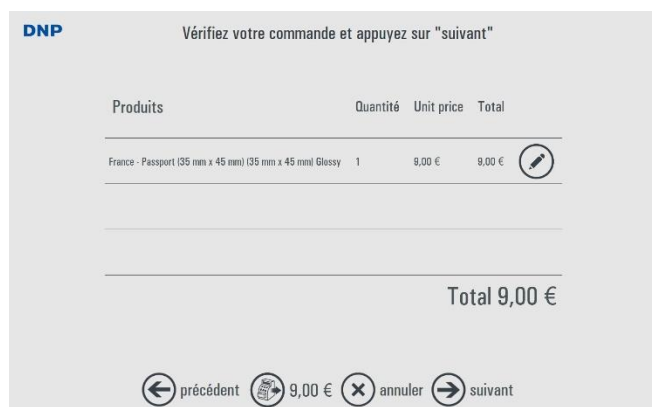 DNP
Vérifiez votre commande et appuyez sur "suivant"
Produits Quantité Unit price Total
France - Passport (35 mm x 45 mm) (35 mm x 45 mm) Glossy 1 9,00 € 9,00 €
Total 9,00 €
précédent 9,00 € annuler suivant